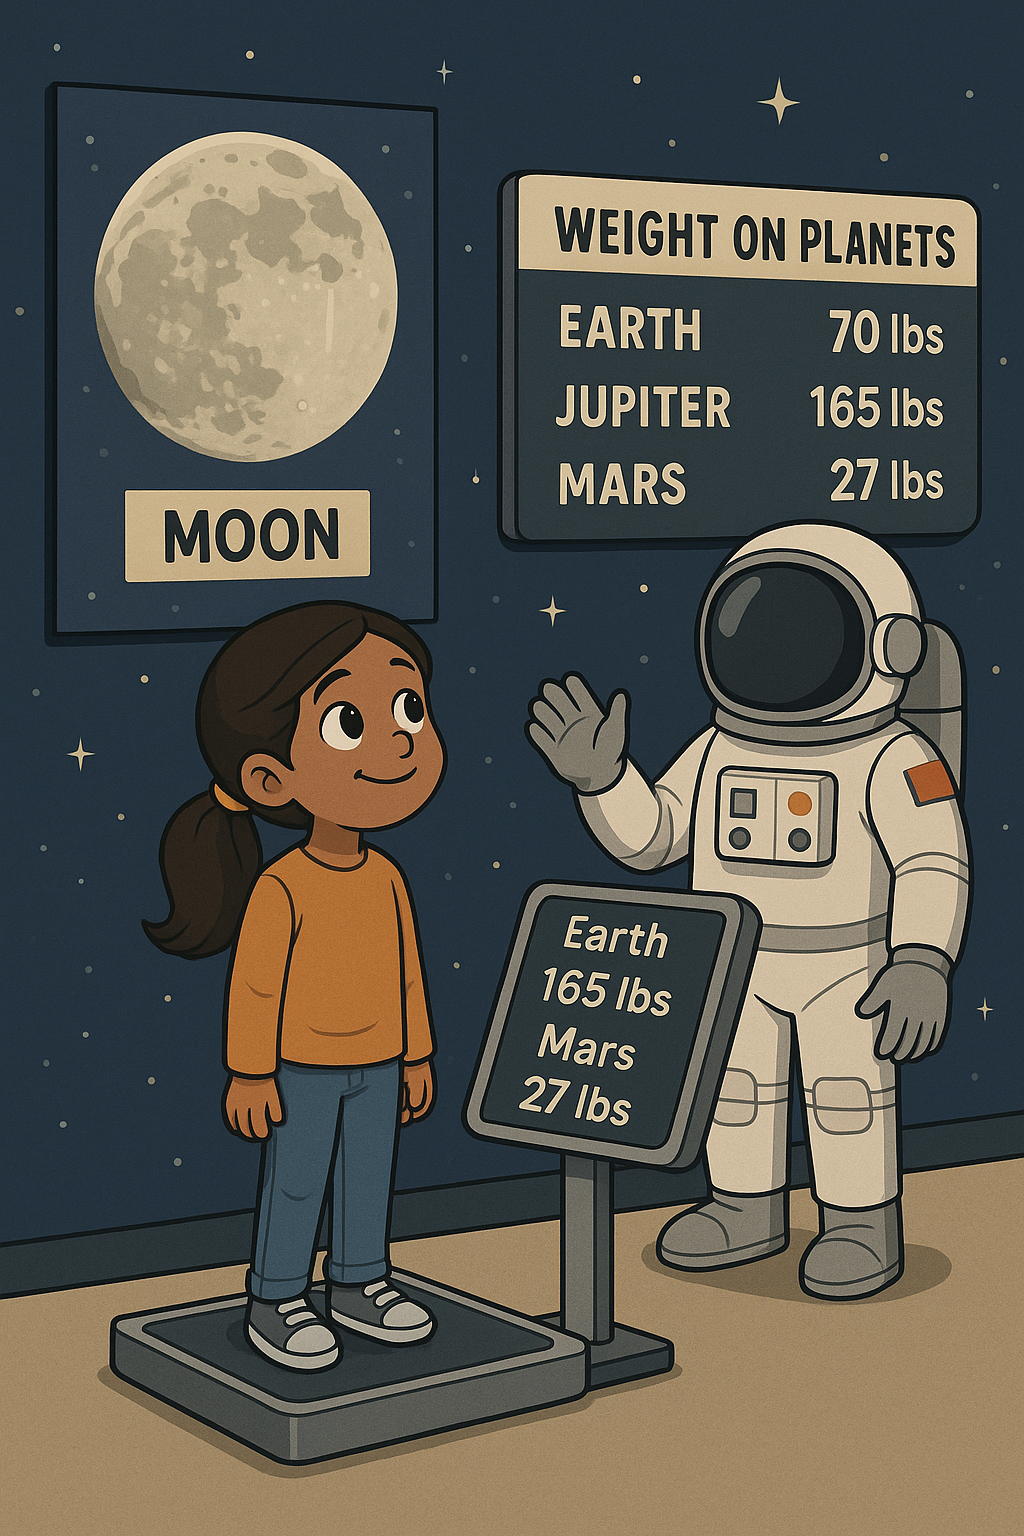 MOON
WEIGHT ON PLANETS
EARTH 70 lbs
JUPITER 165 lbs
MARS 27 lbs
Earth
165 lbs
Mars
27 lbs